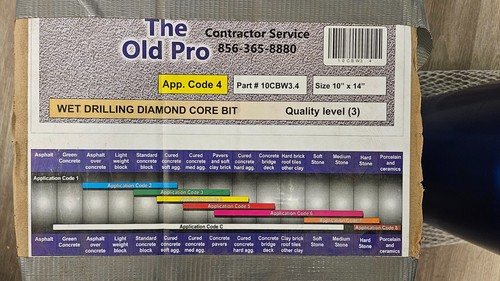 The
Old Pro
Contractor Service
856-365-8880
10CBW3.4
App. Code 4
Part # 10CBW3.4
Size 10" x 14"
WET DRILLING DIAMOND CORE BIT
Quality level (3)
Asphalt
Green Concrete
Asphalt over concrete
Light weight block
Standard concrete block
Cured concrete soft agg.
Cured concrete med agg.
Pavers and soft clay brick
Cured concrete hard agg.
Concrete bridge deck
Hard brick roof tiles other clay
Soft Stone
Medium Stone
Hard Stone
Porcelain and ceramics
Application Code 1
Application Code 2
Application Code 3
Application Code 5
Application Code 6
Application Code C
Asphalt
Green Concrete
Asphalt over concrete
Light weight block
Standard concrete block
Cured concrete soft agg.
Cured concrete med agg.
Pavers and soft clay brick
Cured concrete hard agg.
Concrete bridge deck
Hard brick roof tiles other clay
Soft Stone
Medium Stone
Hard Stone
Porcelain and ceramics